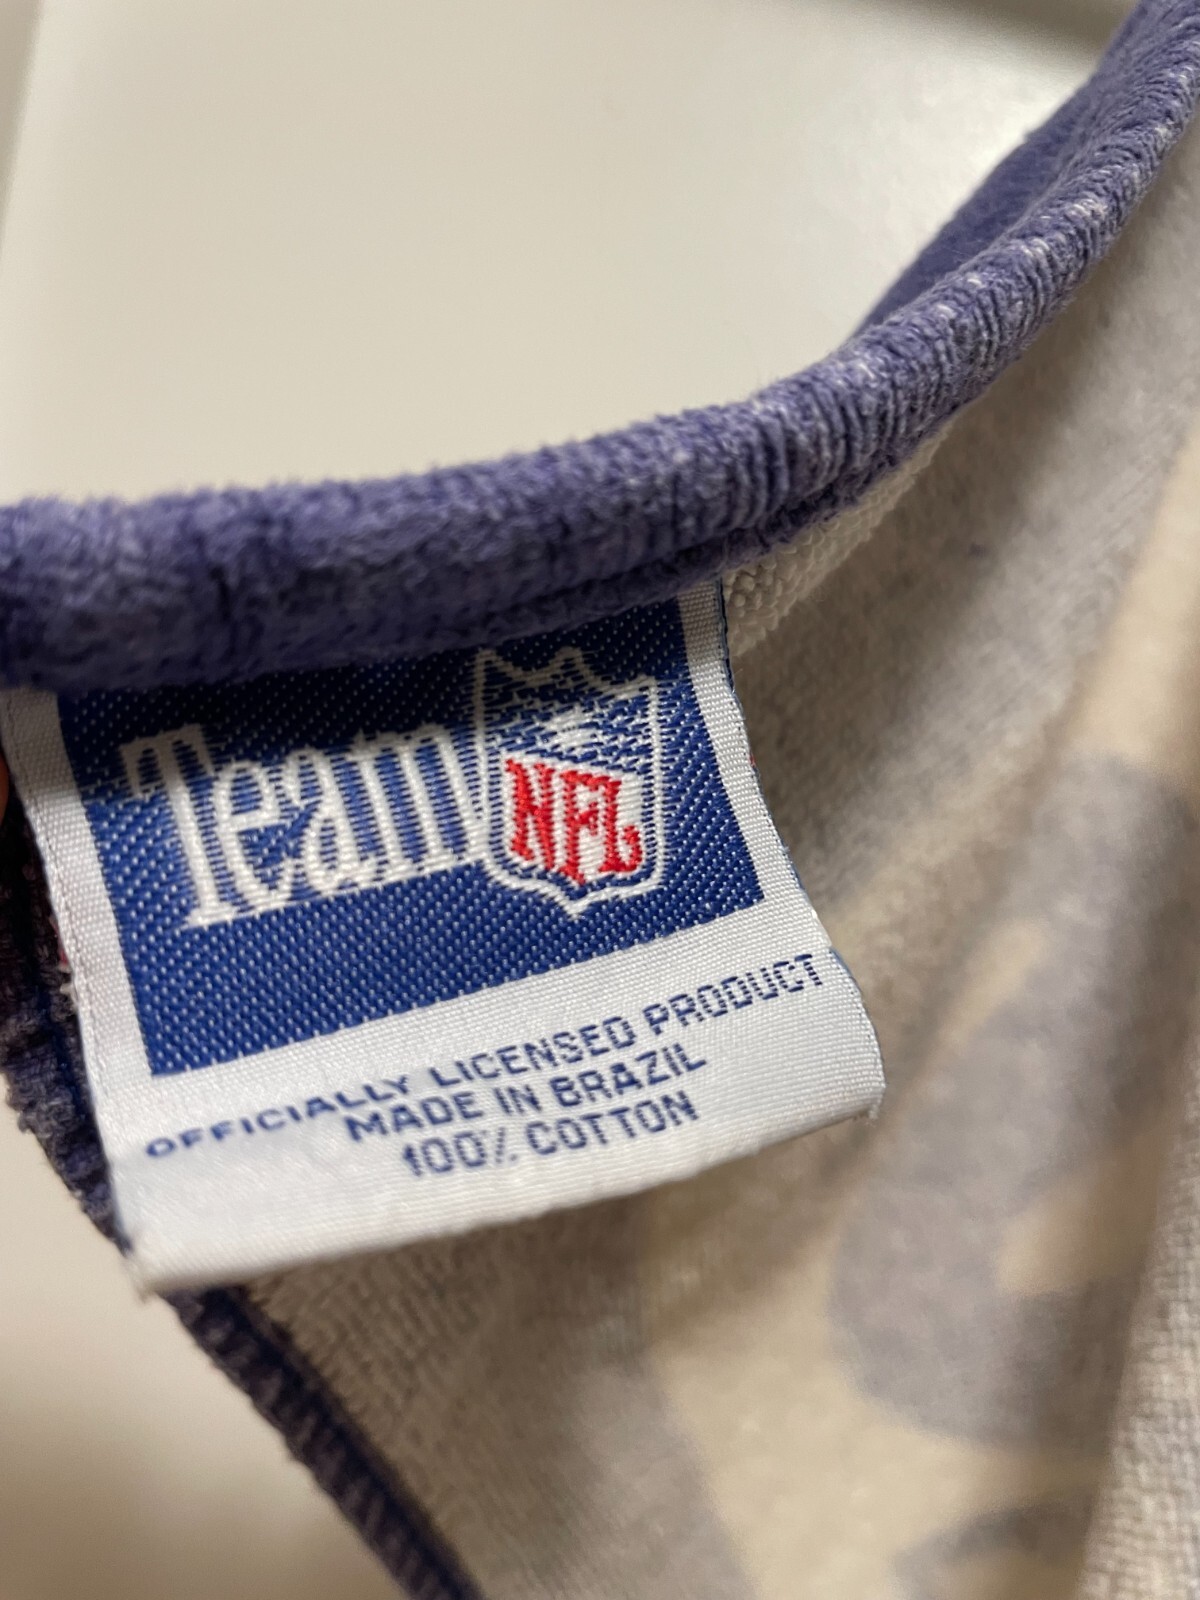 Team NFL
OFFICIALLY LICENSED PRODUCT
MADE IN BRAZIL
100% COTTON